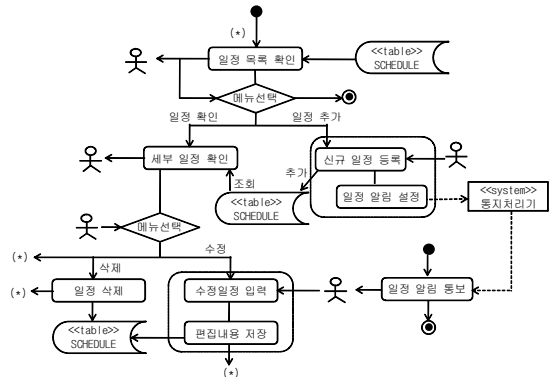 (*)
일정 목록 확인
<<table>>
SCHEDULE
메뉴선택
일정 확인
일정 추가
세부 일정 확인
신규 일정 등록
추가
조회
<<table>>
SCHEDULE
일정 알림 설정
<<system>>
통지처리기
메뉴선택
(*)
수정
삭제
(*)
일정 삭제
수정일정 입력
일정 알림 통보
<<table>>
SCHEDULE
편집내용 저장
(*)